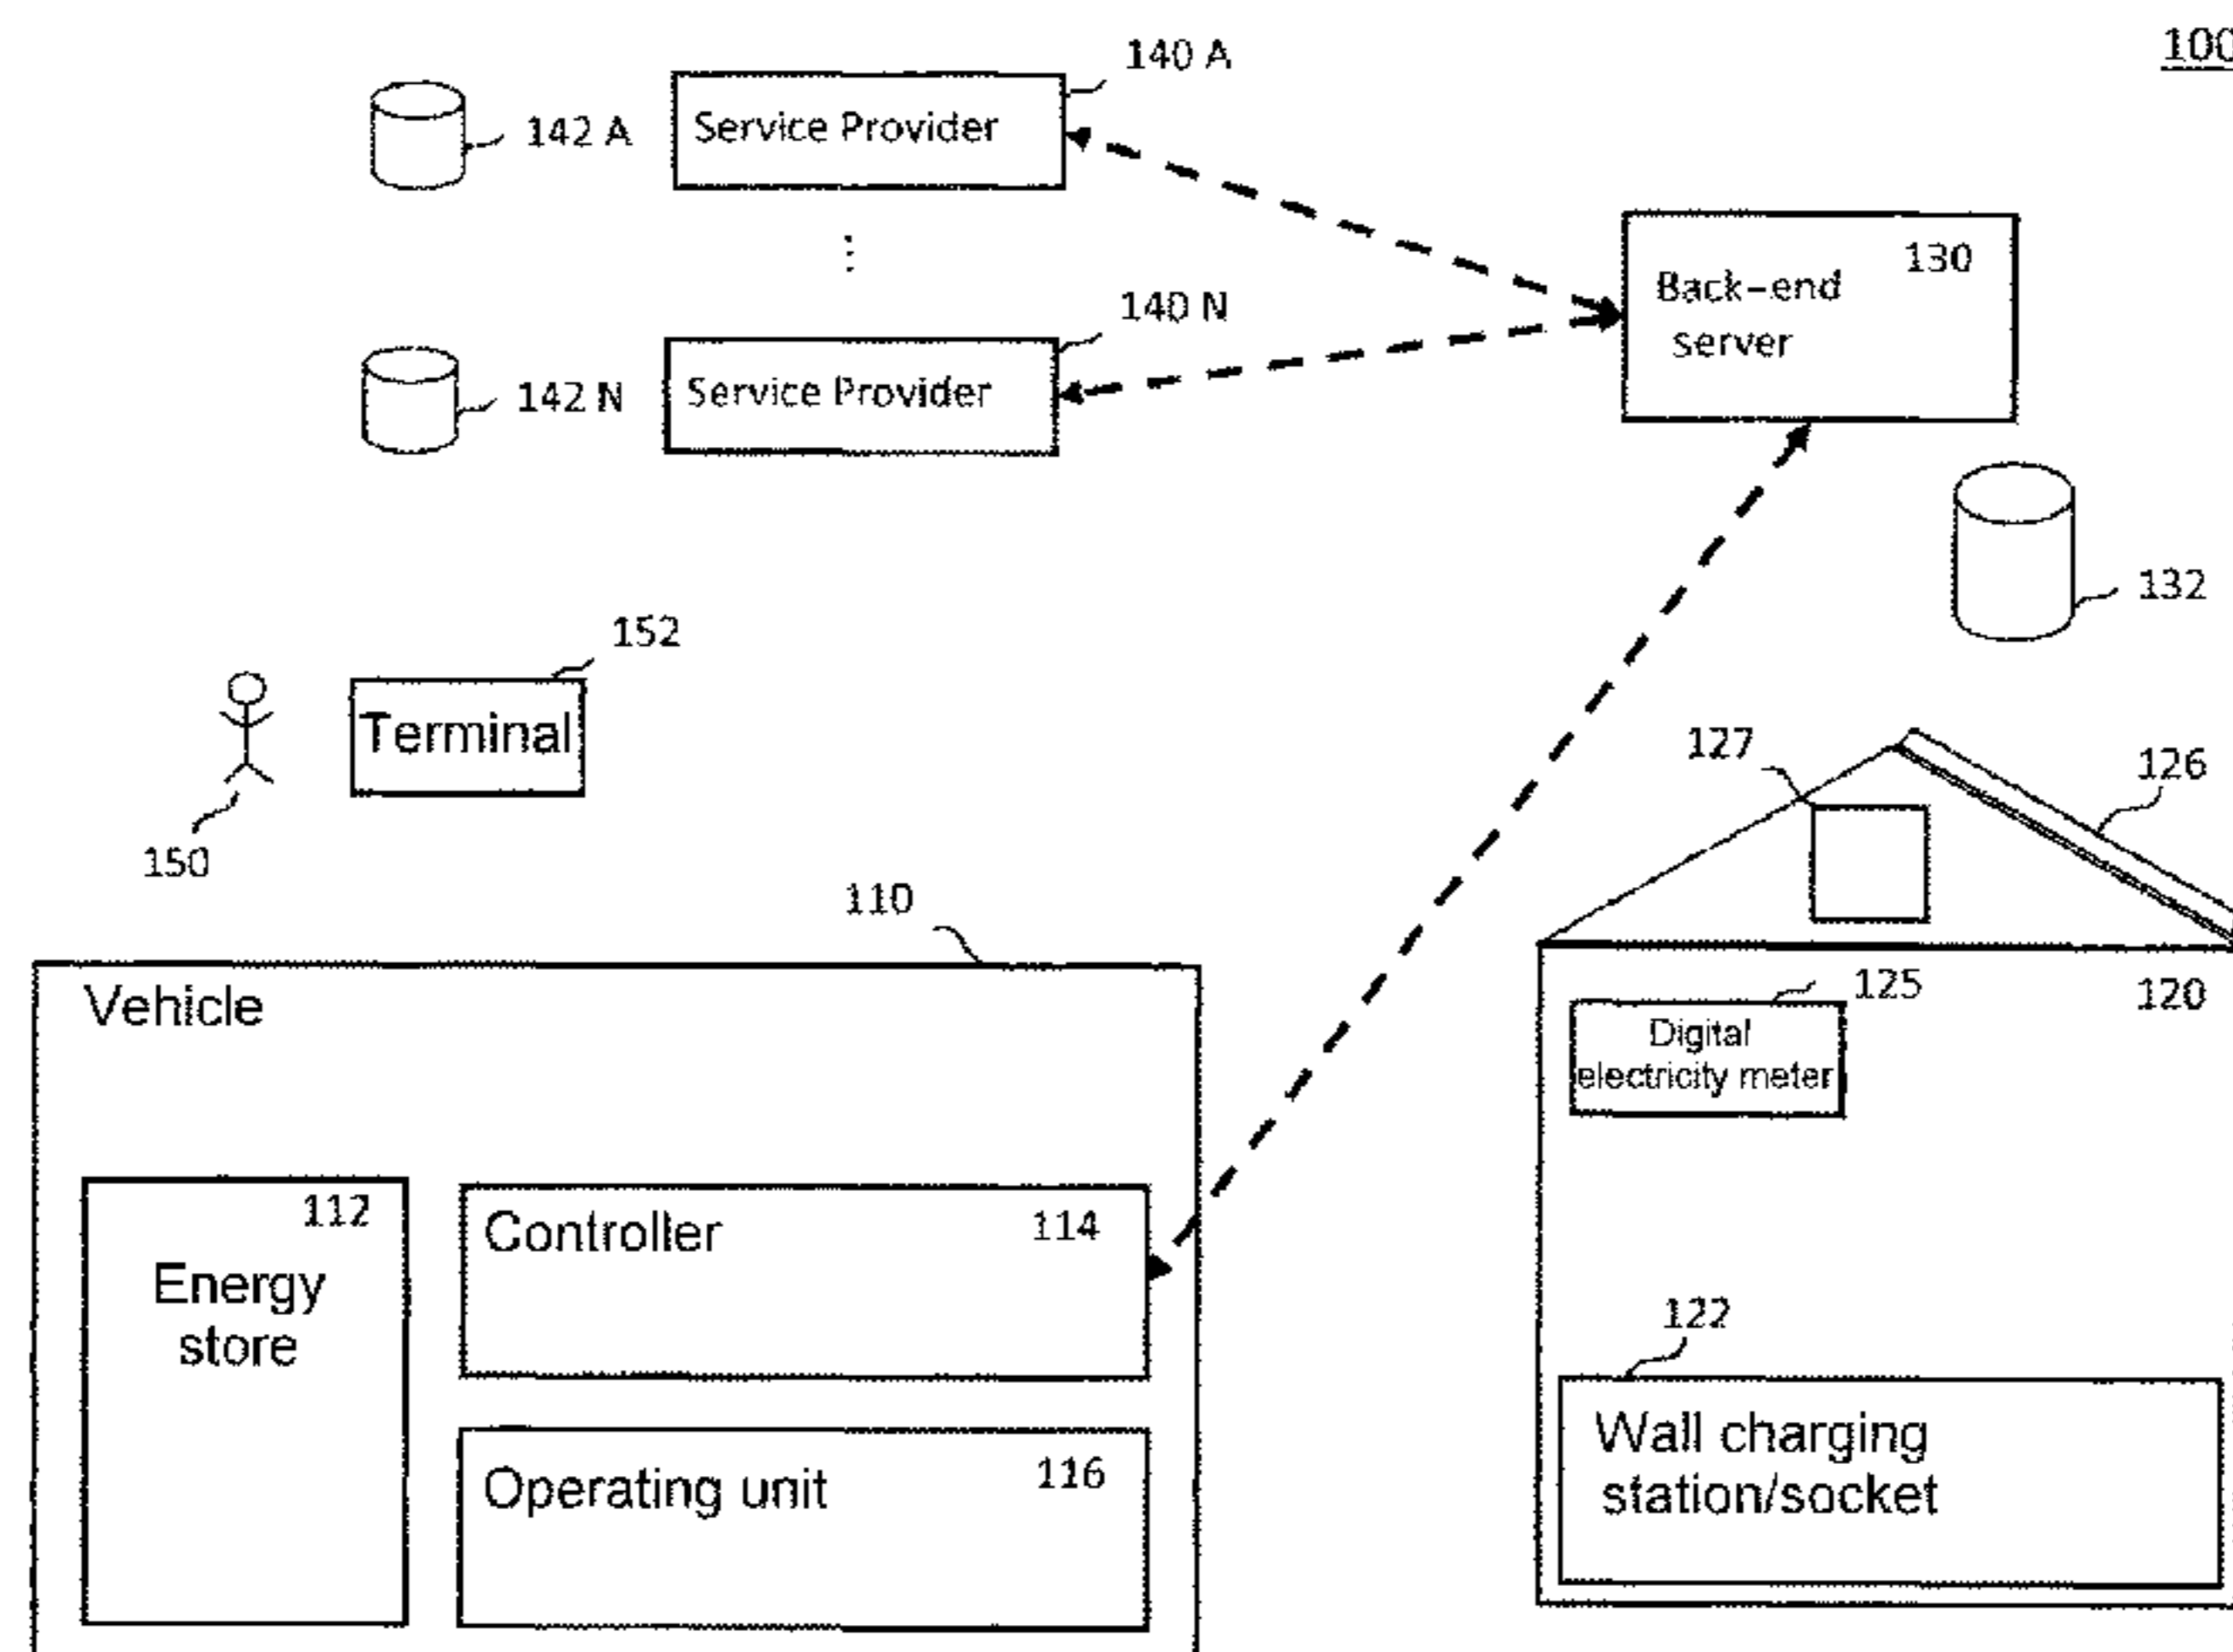 100
140 A
142 A
Service Provider
⋮
140 N
142 N
Service Provider
130
Back-end
server
132
152
Terminal
150
127
126
110
Vehicle
125
120
Digital
electricity meter
112
Energy
store
Controller
114
Operating unit
116
122
Wall charging
station/socket